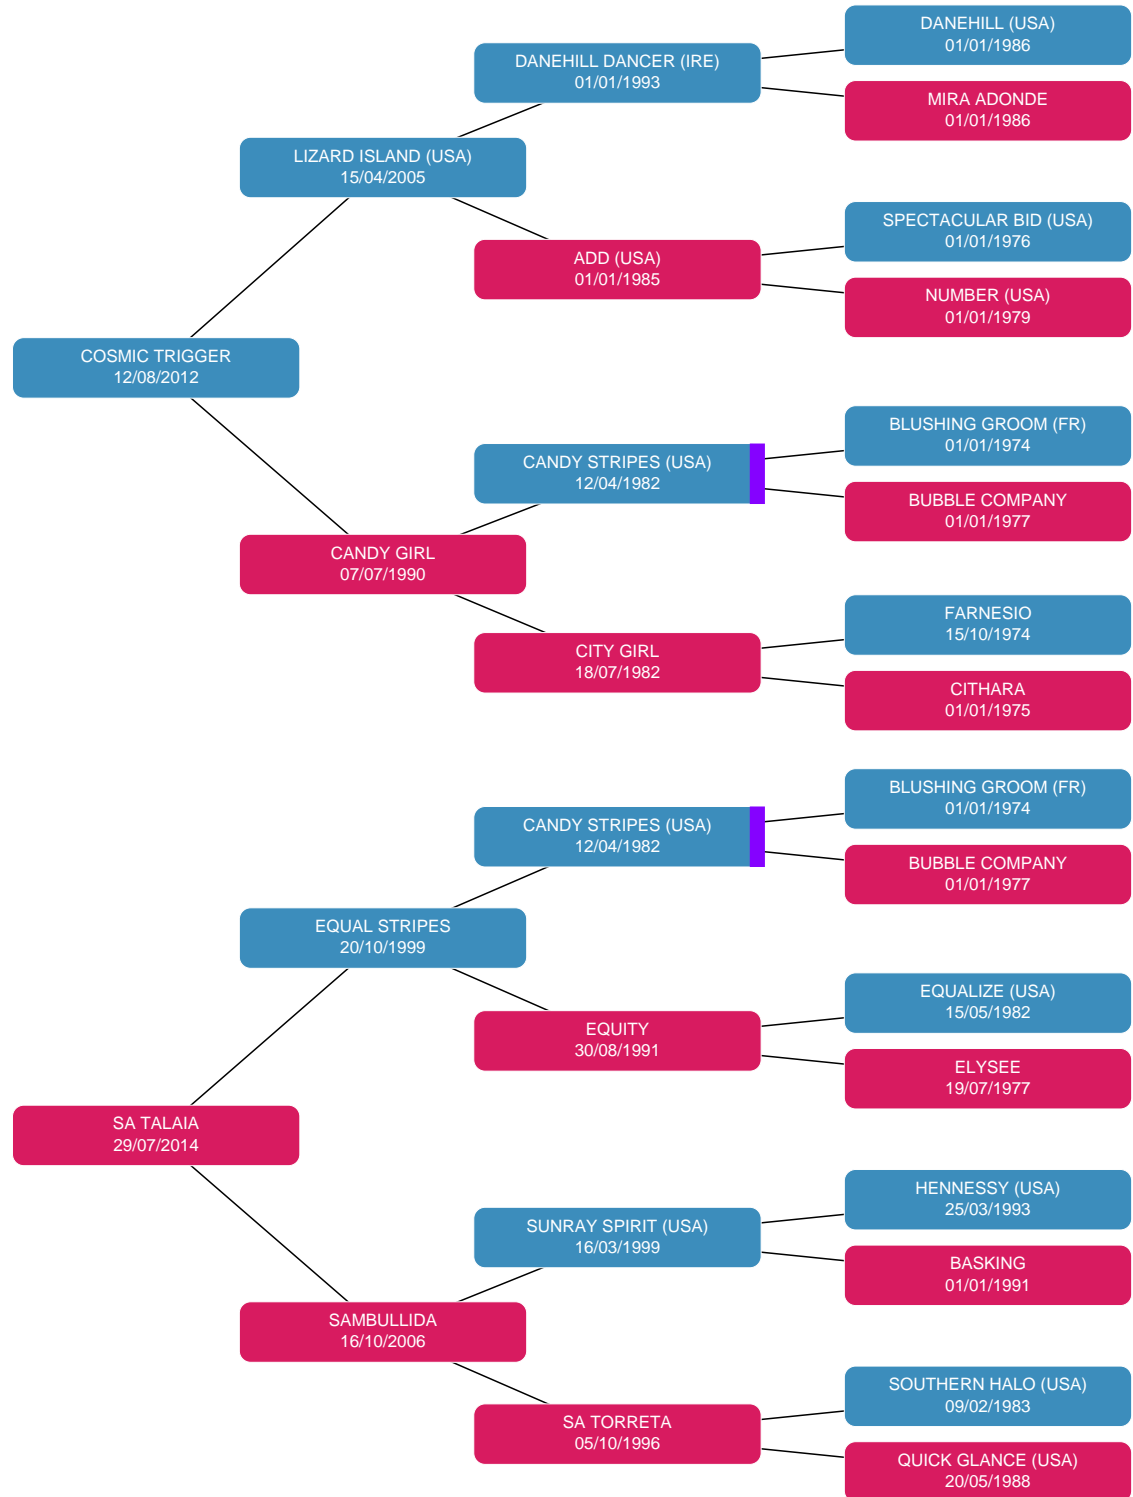 DANEHILL (USA)
01/01/1986
DANEHILL DANCER (IRE)
01/01/1993
MIRA ADONDE
01/01/1986
LIZARD ISLAND (USA)
15/04/2005
SPECTACULAR BID (USA)
01/01/1976
ADD (USA)
01/01/1985
NUMBER (USA)
01/01/1979
COSMIC TRIGGER
12/08/2012
BLUSHING GROOM (FR)
01/01/1974
CANDY STRIPES (USA)
12/04/1982
BUBBLE COMPANY
01/01/1977
CANDY GIRL
07/07/1990
FARNESIO
15/10/1974
CITY GIRL
18/07/1982
CITHARA
01/01/1975
BLUSHING GROOM (FR)
01/01/1974
CANDY STRIPES (USA)
12/04/1982
BUBBLE COMPANY
01/01/1977
EQUAL STRIPES
20/10/1999
EQUALIZE (USA)
15/05/1982
EQUITY
30/08/1991
ELYSEE
19/07/1977
SA TALAIA
29/07/2014
HENNESSY (USA)
25/03/1993
SUNRAY SPIRIT (USA)
16/03/1999
BASKING
01/01/1991
SAMBULLIDA
16/10/2006
SOUTHERN HALO (USA)
09/02/1983
SA TORRETA
05/10/1996
QUICK GLANCE (USA)
20/05/1988